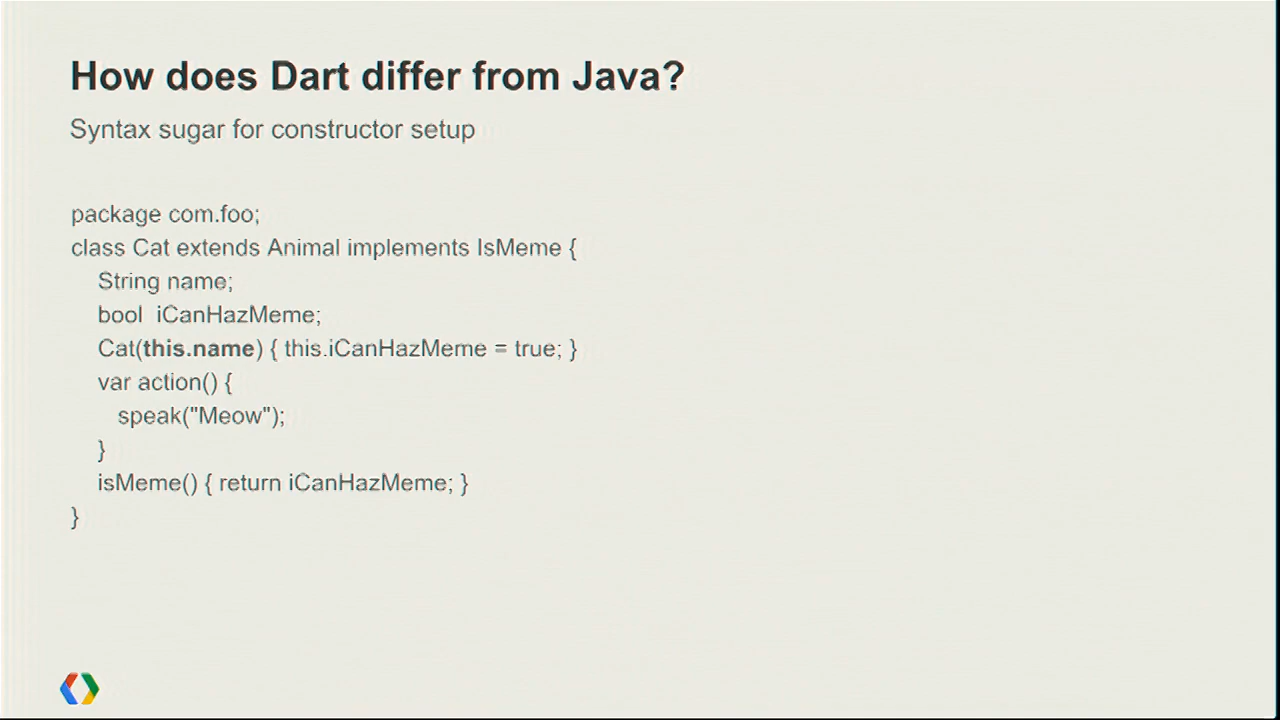 How does Dart differ from Java?
Syntax sugar for constructor setup
package com.foo;
class Cat extends Animal implements IsMeme {
String name;
bool  iCanHazMeme;
Cat(this.name) { this.iCanHazMeme = true; }
var action() {
speak("Meow");
}
isMeme() { return iCanHazMeme; }
}